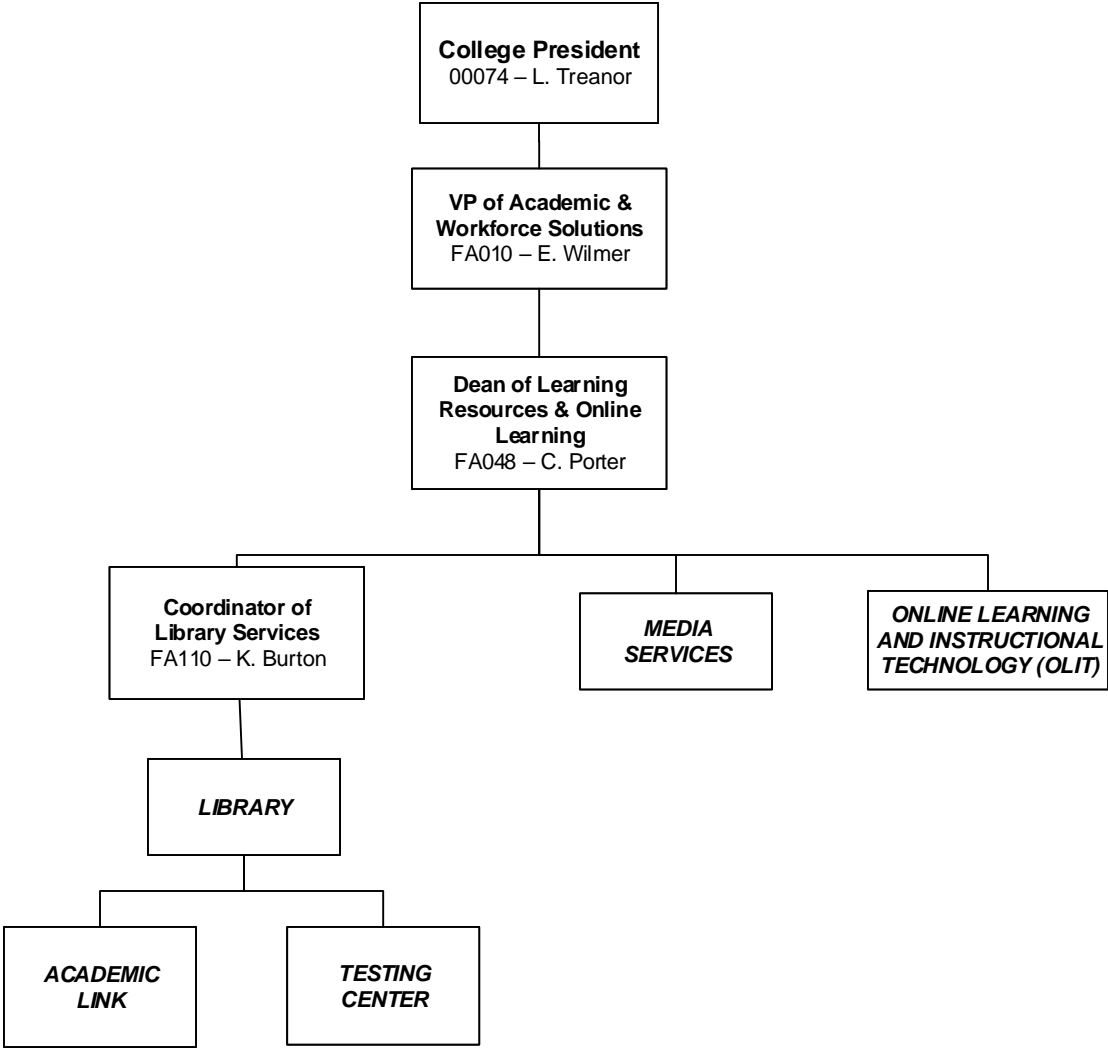 College President
00074 – L. Treanor
VP of Academic &
Workforce Solutions
FA010 – E. Wilmer
Dean of Learning
Resources & Online
Learning
FA048 – C. Porter
Coordinator of
Library Services
FA110 – K. Burton
MEDIA
SERVICES
ONLINE LEARNING
AND INSTRUCTIONAL
TECHNOLOGY (OLIT)
LIBRARY
ACADEMIC
LINK
TESTING
CENTER